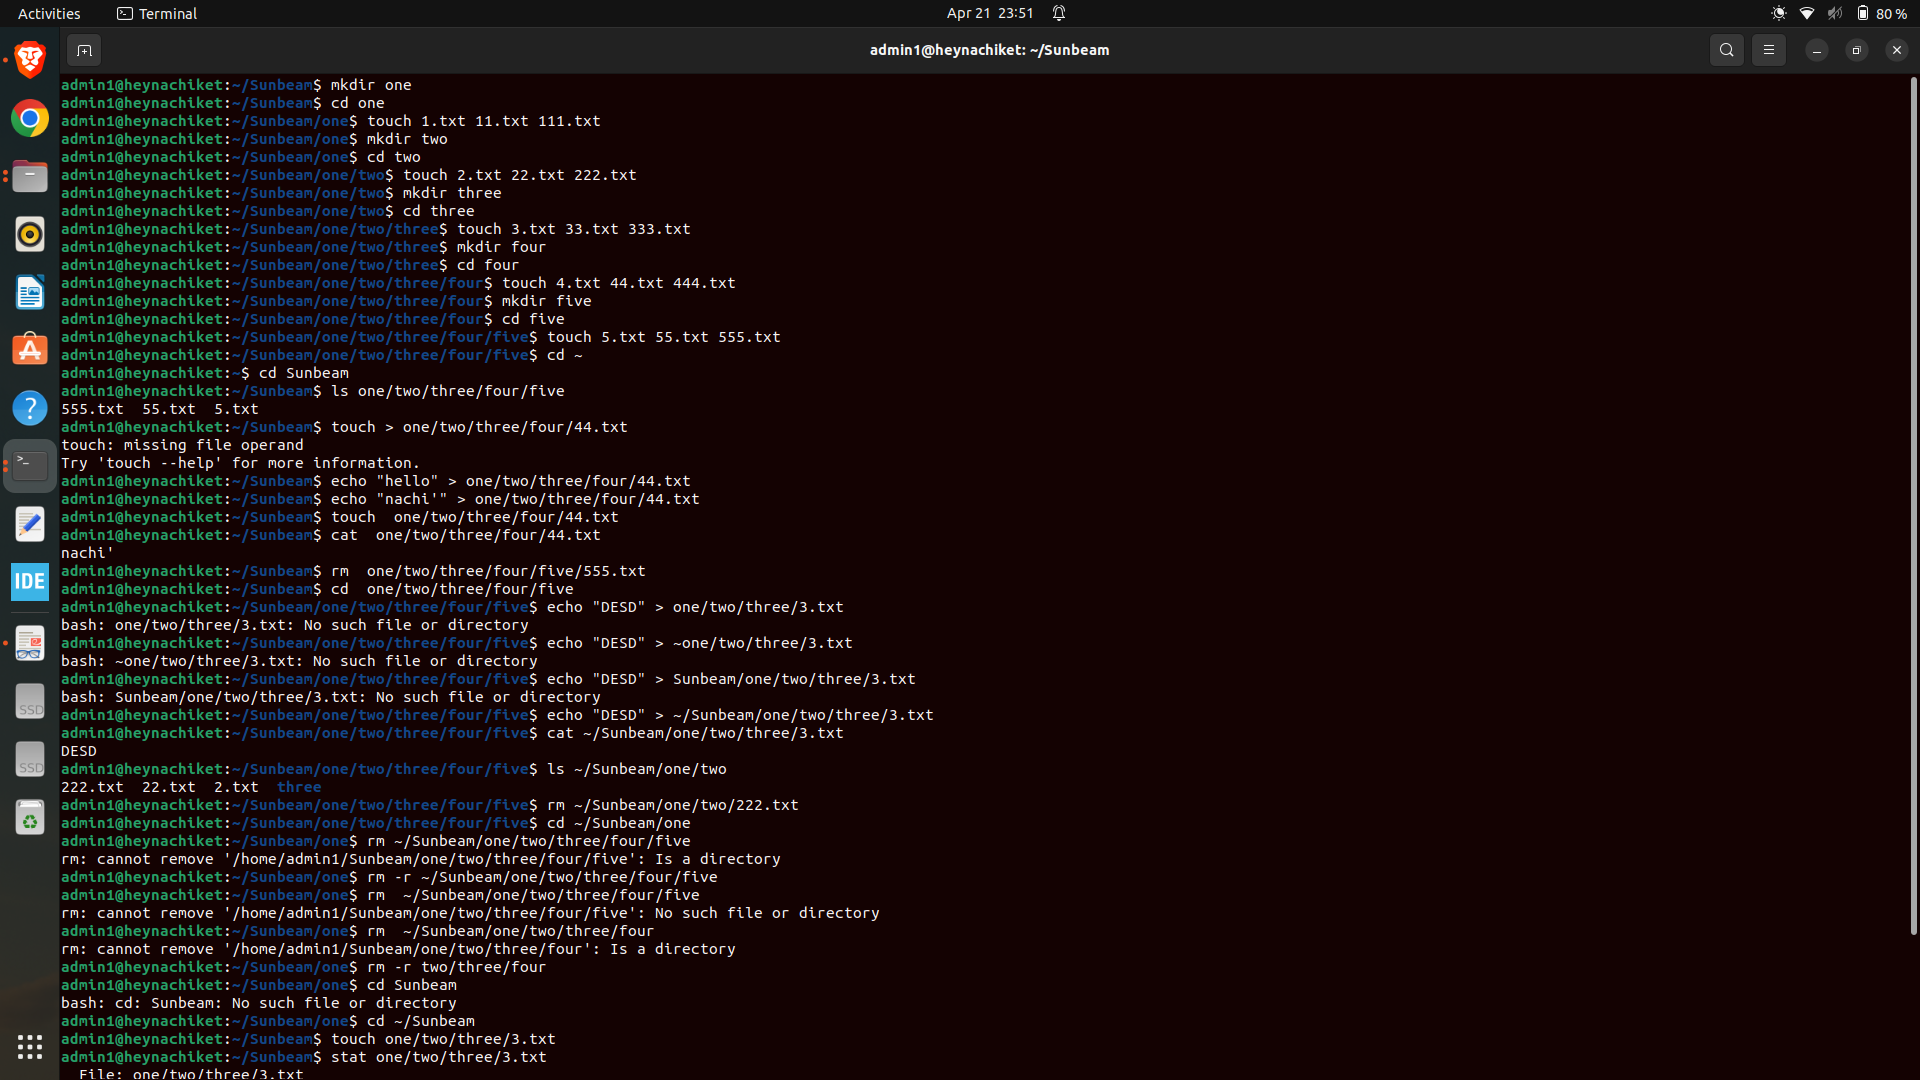 Activities
Terminal
Apr 21 23:51
80 %
admin1@heynachiket: ~/Sunbeam
admin1@heynachiket:~/Sunbeam$ mkdir one
admin1@heynachiket:~/Sunbeam$ cd one
admin1@heynachiket:~/Sunbeam/one$ touch 1.txt 11.txt 111.txt
admin1@heynachiket:~/Sunbeam/one$ mkdir two
admin1@heynachiket:~/Sunbeam/one$ cd two
admin1@heynachiket:~/Sunbeam/one/two$ touch 2.txt 22.txt 222.txt
admin1@heynachiket:~/Sunbeam/one/two$ mkdir three
admin1@heynachiket:~/Sunbeam/one/two$ cd three
admin1@heynachiket:~/Sunbeam/one/two/three$ touch 3.txt 33.txt 333.txt
admin1@heynachiket:~/Sunbeam/one/two/three$ mkdir four
admin1@heynachiket:~/Sunbeam/one/two/three$ cd four
admin1@heynachiket:~/Sunbeam/one/two/three/four$ touch 4.txt 44.txt 444.txt
admin1@heynachiket:~/Sunbeam/one/two/three/four$ mkdir five
admin1@heynachiket:~/Sunbeam/one/two/three/four$ cd five
admin1@heynachiket:~/Sunbeam/one/two/three/four/five$ touch 5.txt 55.txt 555.txt
admin1@heynachiket:~/Sunbeam/one/two/three/four/five$ cd ~
admin1@heynachiket:~$ cd Sunbeam
admin1@heynachiket:~/Sunbeam$ ls one/two/three/four/five
555.txt  55.txt  5.txt
admin1@heynachiket:~/Sunbeam$ touch > one/two/three/four/44.txt
touch: missing file operand
Try 'touch --help' for more information.
admin1@heynachiket:~/Sunbeam$ echo "hello" > one/two/three/four/44.txt
admin1@heynachiket:~/Sunbeam$ echo "nachi'" > one/two/three/four/44.txt
admin1@heynachiket:~/Sunbeam$ touch  one/two/three/four/44.txt
admin1@heynachiket:~/Sunbeam$ cat  one/two/three/four/44.txt
nachi'
admin1@heynachiket:~/Sunbeam$ rm  one/two/three/four/five/555.txt
admin1@heynachiket:~/Sunbeam$ cd  one/two/three/four/five
admin1@heynachiket:~/Sunbeam/one/two/three/four/five$ echo "DESD" > one/two/three/3.txt
bash: one/two/three/3.txt: No such file or directory
admin1@heynachiket:~/Sunbeam/one/two/three/four/five$ echo "DESD" > ~one/two/three/3.txt
bash: ~one/two/three/3.txt: No such file or directory
admin1@heynachiket:~/Sunbeam/one/two/three/four/five$ echo "DESD" > Sunbeam/one/two/three/3.txt
bash: Sunbeam/one/two/three/3.txt: No such file or directory
admin1@heynachiket:~/Sunbeam/one/two/three/four/five$ echo "DESD" > ~/Sunbeam/one/two/three/3.txt
admin1@heynachiket:~/Sunbeam/one/two/three/four/five$ cat ~/Sunbeam/one/two/three/3.txt
DESD
admin1@heynachiket:~/Sunbeam/one/two/three/four/five$ ls ~/Sunbeam/one/two
222.txt  22.txt  2.txt  three
admin1@heynachiket:~/Sunbeam/one/two/three/four/five$ rm ~/Sunbeam/one/two/222.txt
admin1@heynachiket:~/Sunbeam/one/two/three/four/five$ cd ~/Sunbeam/one
admin1@heynachiket:~/Sunbeam/one$ rm ~/Sunbeam/one/two/three/four/five
rm: cannot remove '/home/admin1/Sunbeam/one/two/three/four/five': Is a directory
admin1@heynachiket:~/Sunbeam/one$ rm -r ~/Sunbeam/one/two/three/four/five
admin1@heynachiket:~/Sunbeam/one$ rm  ~/Sunbeam/one/two/three/four/five
rm: cannot remove '/home/admin1/Sunbeam/one/two/three/four/five': No such file or directory
admin1@heynachiket:~/Sunbeam/one$ rm  ~/Sunbeam/one/two/three/four
rm: cannot remove '/home/admin1/Sunbeam/one/two/three/four': Is a directory
admin1@heynachiket:~/Sunbeam/one$ rm -r two/three/four
admin1@heynachiket:~/Sunbeam/one$ cd Sunbeam
bash: cd: Sunbeam: No such file or directory
admin1@heynachiket:~/Sunbeam/one$ cd ~/Sunbeam
admin1@heynachiket:~/Sunbeam$ touch one/two/three/3.txt
admin1@heynachiket:~/Sunbeam$ stat one/two/three/3.txt
File: one/two/three/3.txt
IDE
SSD
SSD